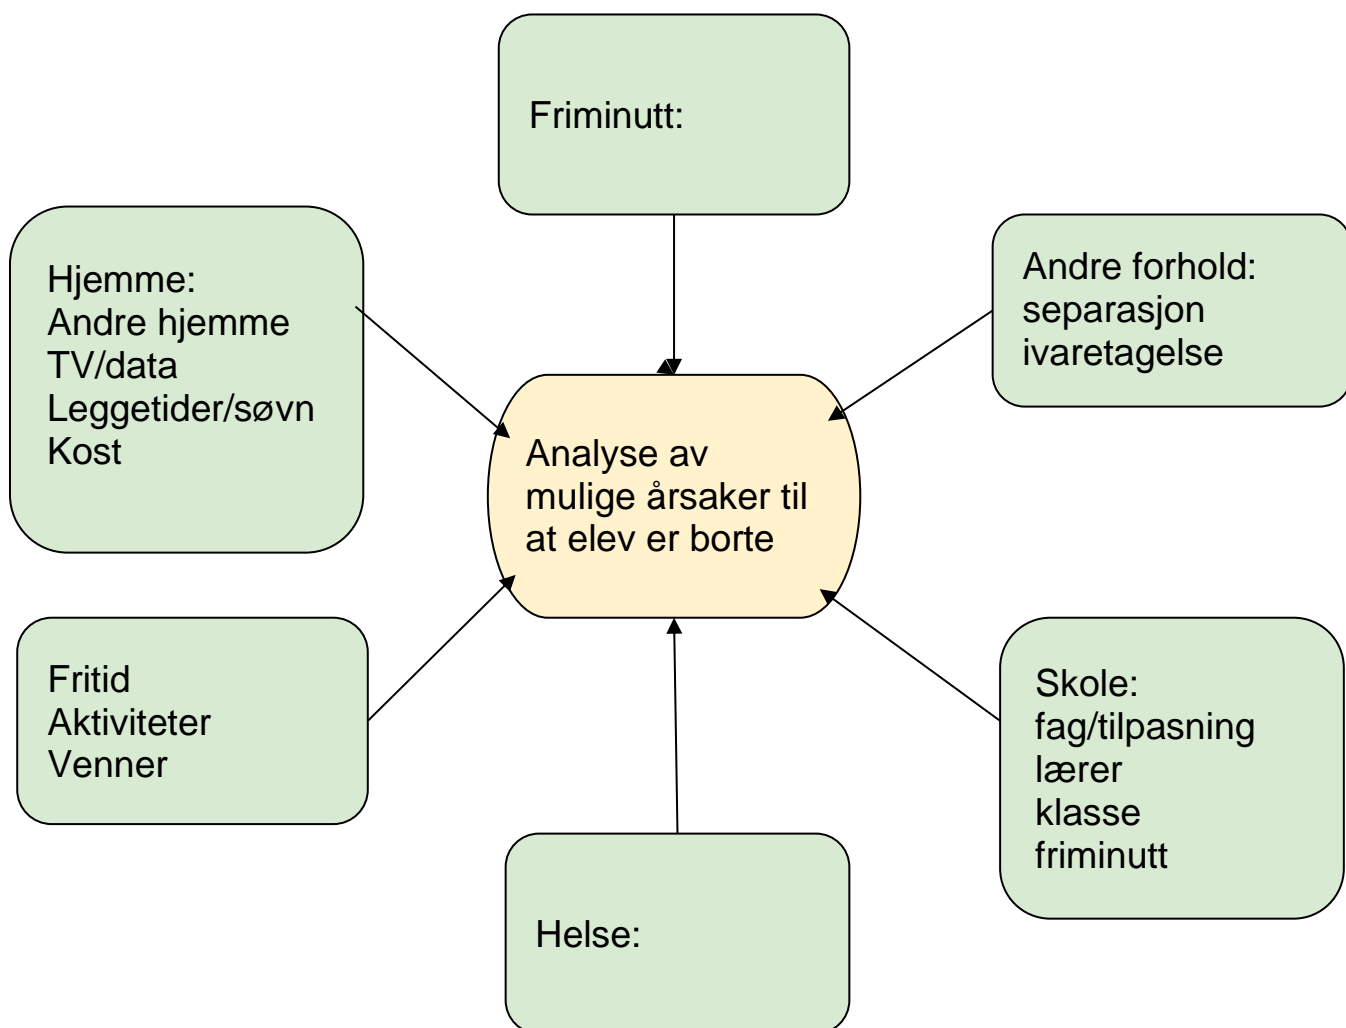 Friminutt:
Hjemme:
Andre hjemme
TV/data
Leggetider/søvn
Kost
Andre forhold:
separasjon
ivaretagelse
Analyse av
mulige årsaker til
at elev er borte
Fritid
Aktiviteter
Venner
Skole:
fag/tilpasning
lærer
klasse
friminutt
Helse: